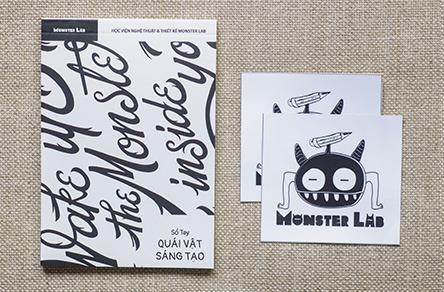 MONSTER LAB
HỌC VIỆN NGHỆ THUẬT & THIẾT KẾ MONSTER LAB
Wake up
the Monste
inside yo
Sổ Tay
QUÁI VẬT
SÁNG TẠO
MONSTER LAB